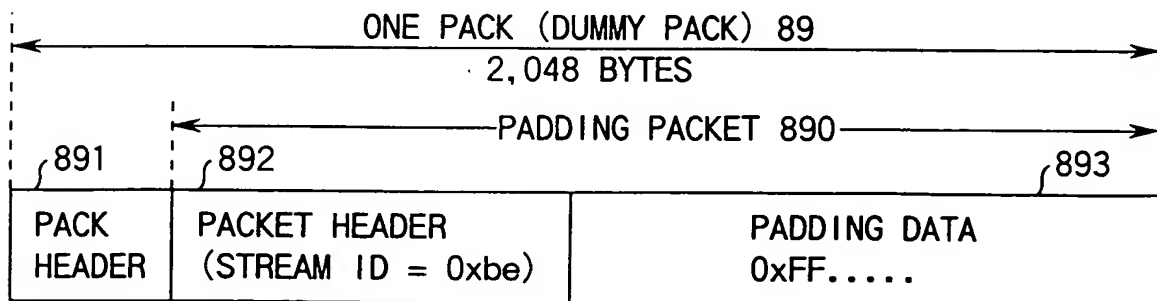 ONE PACK (DUMMY PACK) 89
2,048 BYTES
PADDING PACKET 890
891
892
893
PACK
HEADER
PACKET HEADER
(STREAM ID = 0xbe)
PADDING DATA
0xFF.....